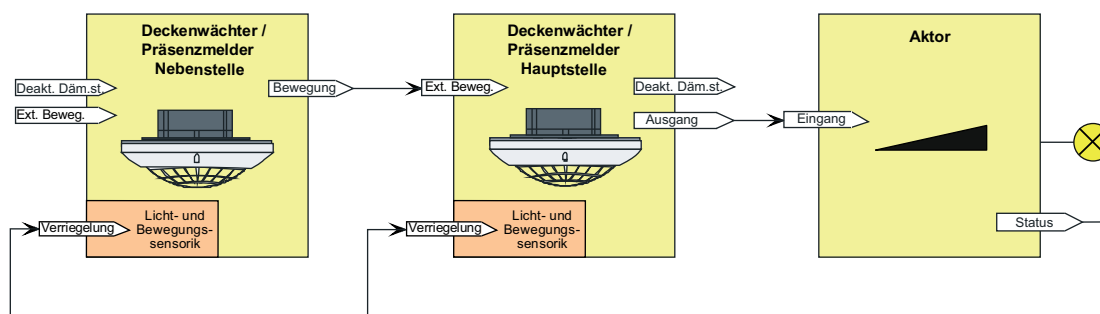 Deckenwächter /
Präsenzmelder
Nebenstelle
Deakt. Däm.st.
Ext. Beweg.
Bewegung
Verriegelung
Licht- und
Bewegungs-
sensorik
Deckenwächter /
Präsenzmelder
Hauptstelle
Ext. Beweg.
Deakt. Däm.st.
Ausgang
Verriegelung
Licht- und
Bewegungs-
sensorik
Aktor
Eingang
Status